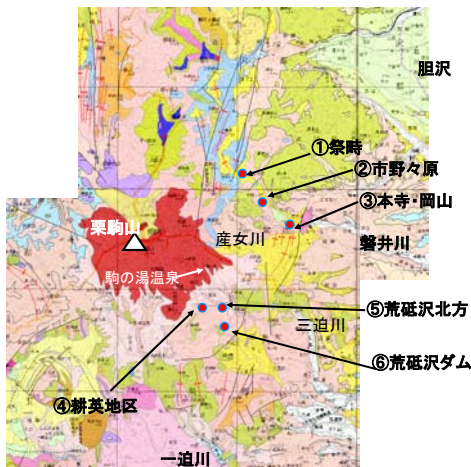 胆沢
①祭畤
②市野々原
③本寺・岡山
栗駒山
産女川
磐井川
駒の湯温泉
⑤荒砥沢北方
三迫川
⑥荒砥沢ダム
④耕英地区
一迫川